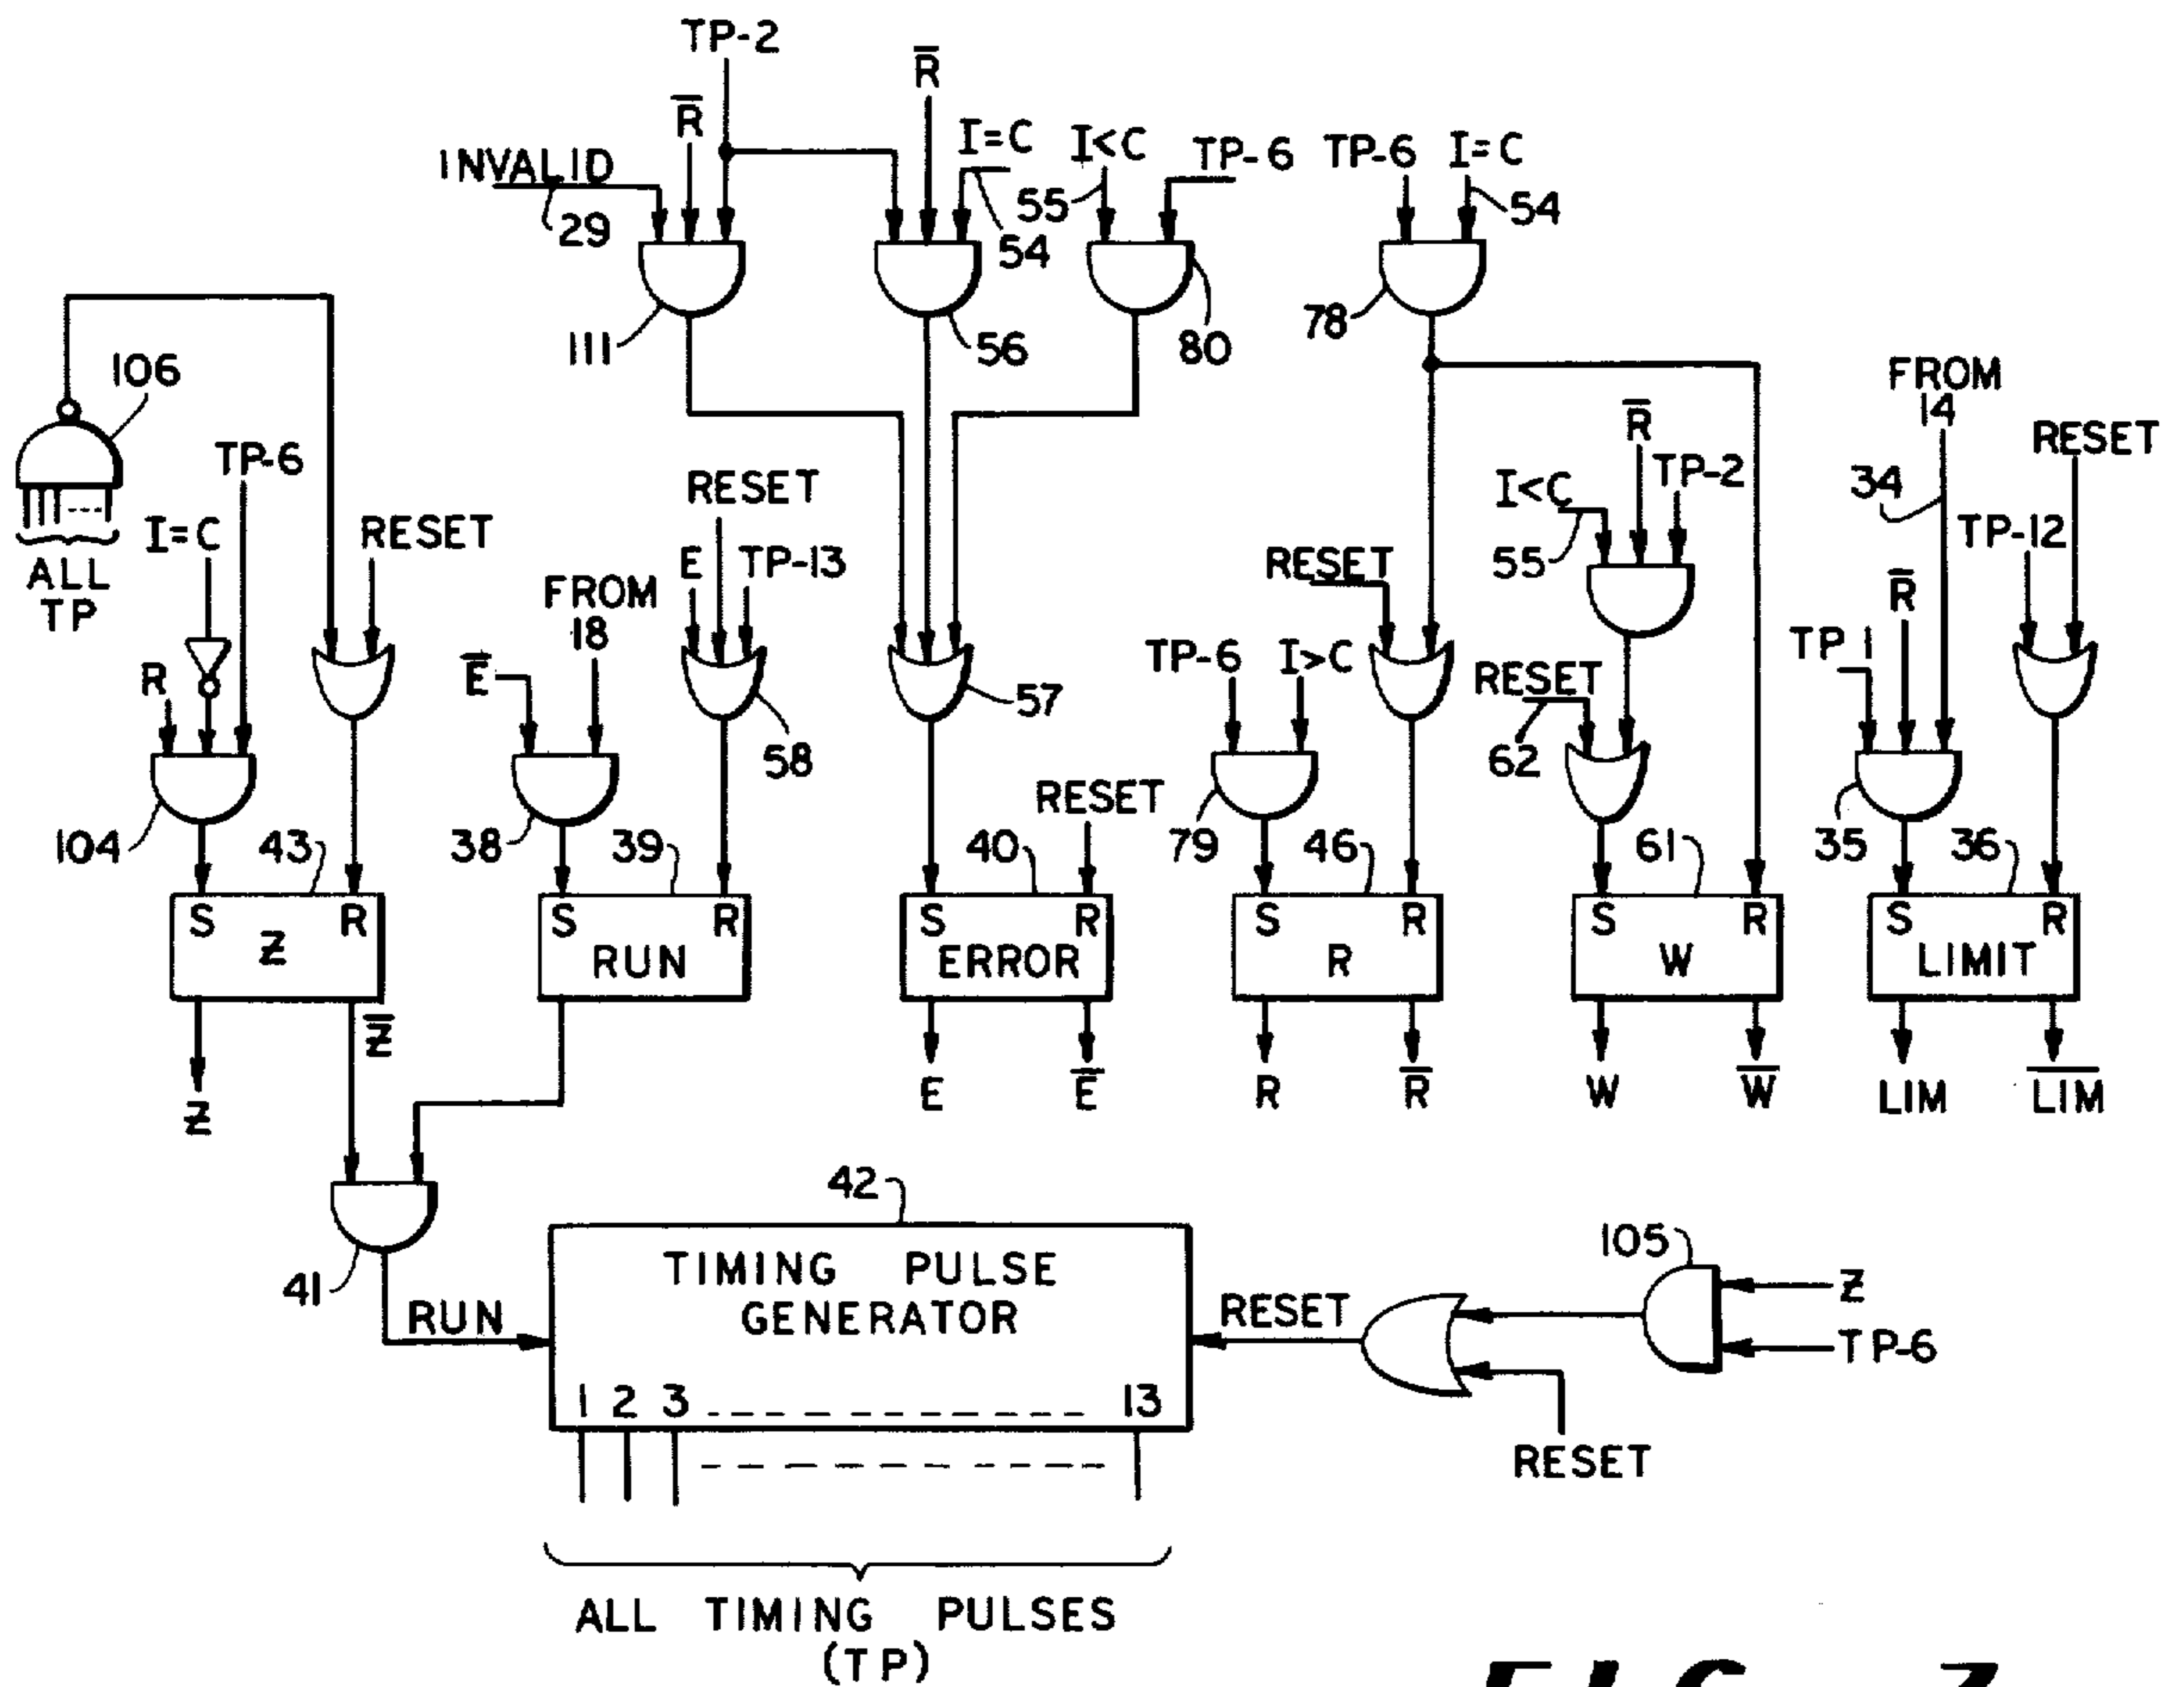 TP-2
R̅
R̅
INVALID
29
I=C
54
I<C
55
TP-6
TP-6
I=C
54
111
56
80
78
106
ALL
TP
TP-6
I=C
R
RESET
104
43
FROM
18
E̅
38
39
RESET
E
TP-13
58
57
RESET
40
RESET
TP-6
I>C
79
46
R̅
TP-2
I<C
55
RESET
62
61
FROM
14
34
RESET
TP-12
R̅
TP 1
35
36
S R
Z
S R
RUN
S R
ERROR
S R
R
S R
W
S R
LIMIT
Z
Z̅
E
E̅
R
R̅
W
W̅
LIM
L̅I̅M̅
41
RUN
42
TIMING PULSE
GENERATOR
1 2 3 13
RESET
105
Z
TP-6
RESET
ALL TIMING PULSES
(TP)